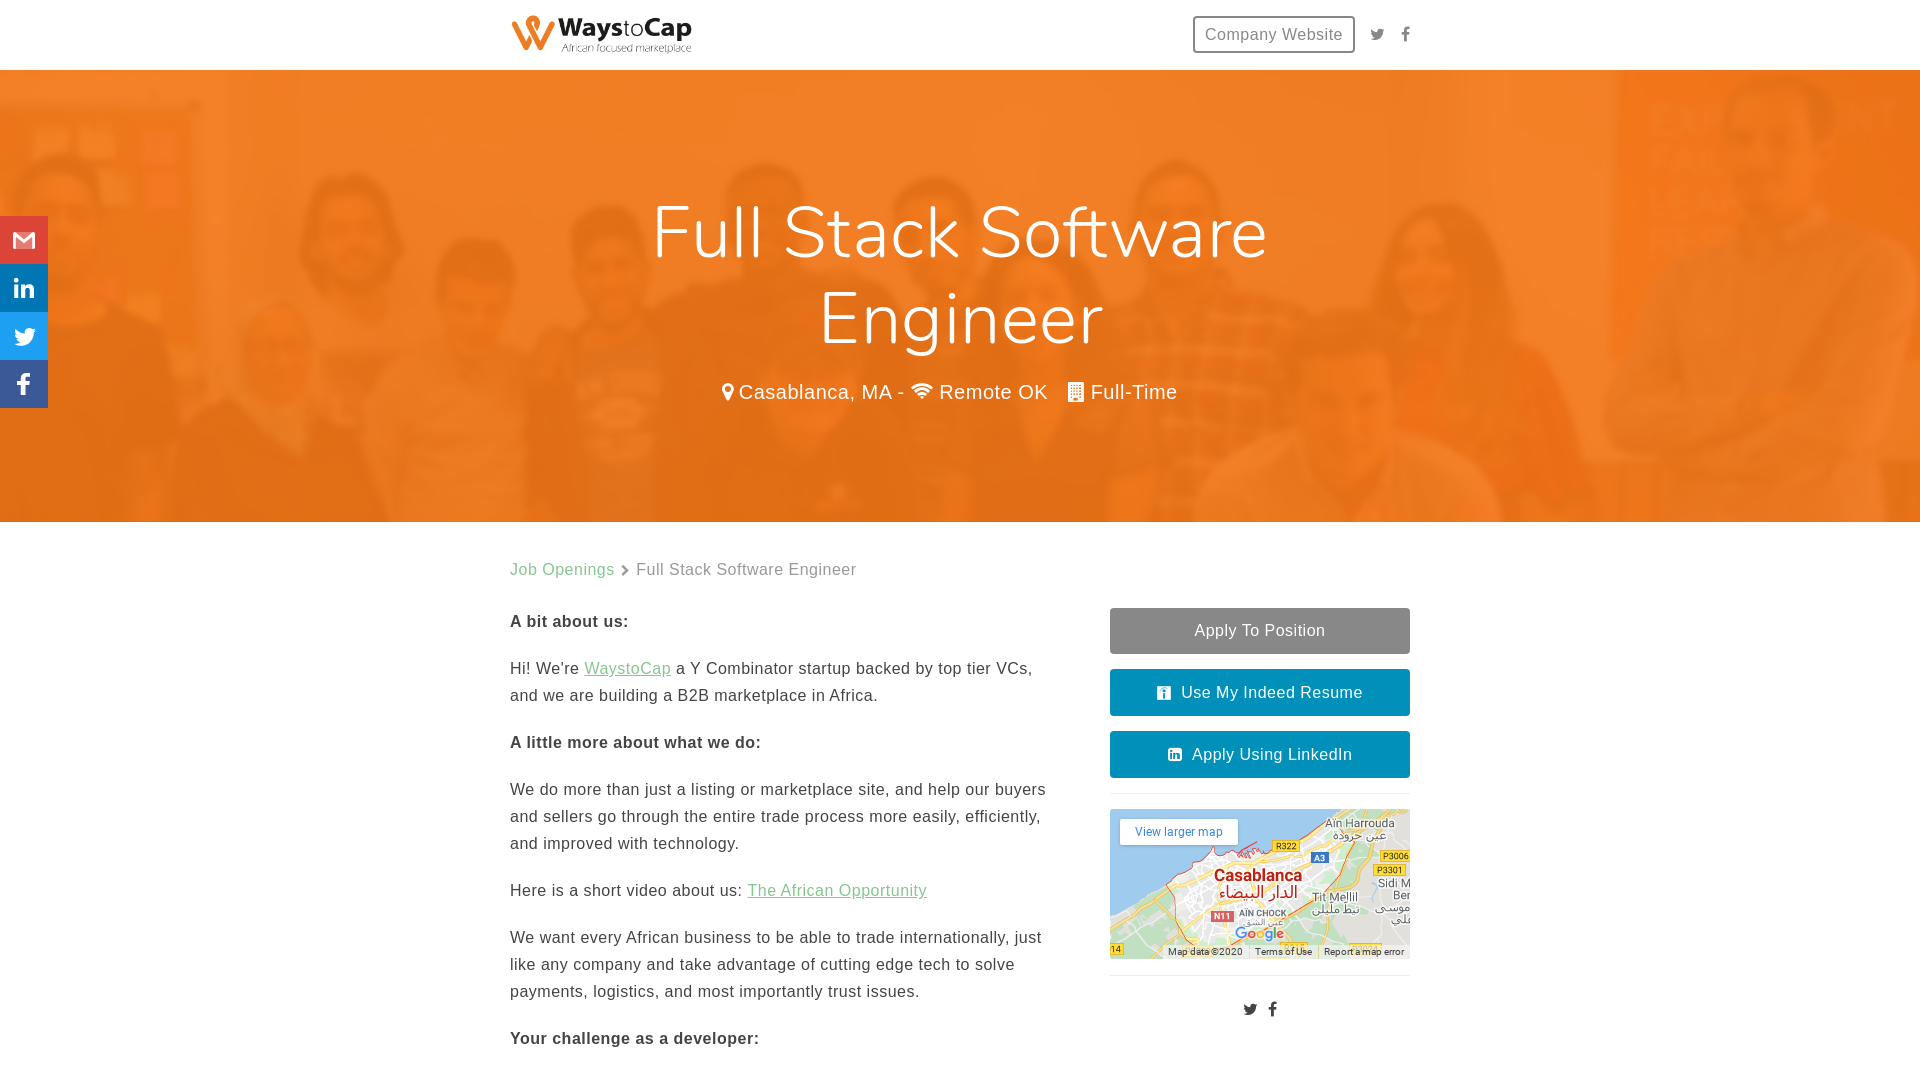 WaystoCap
African focused marketplace
Company Website
Full Stack Software
Engineer
Casablanca, MA - Remote OK Full-Time
Job Openings Full Stack Software Engineer
A bit about us:
Hi! We're WaystoCap a Y Combinator startup backed by top tier VCs,
and we are building a B2B marketplace in Africa.
A little more about what we do:
We do more than just a listing or marketplace site, and help our buyers
and sellers go through the entire trade process more easily, efficiently,
and improved with technology.
Here is a short video about us: The African Opportunity
We want every African business to be able to trade internationally, just
like any company and take advantage of cutting edge tech to solve
payments, logistics, and most importantly trust issues.
Your challenge as a developer:
Apply To Position
Use My Indeed Resume
Apply Using LinkedIn
View larger map
Aïn Harrouda
عين حرودة
R322
A3
P3006
P3301
Casablanca
الدار البيضاء
Sidi M
Ber
Tit Mellil
تيط مليل
N11
AÏN CHOCK
عين الشق
Google
14
Map data ©2020
Terms of Use
Report a map error